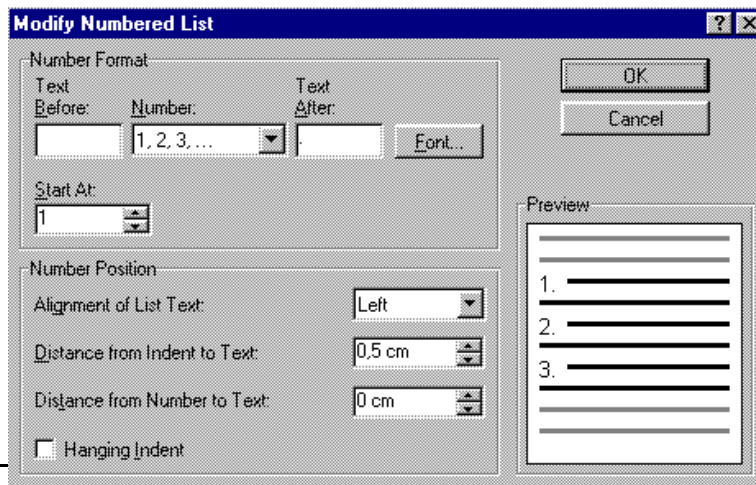 Modify Numbered List
Number Format
Text Before:
Number:
Text After:
1, 2, 3, ...
.
Font...
Start At:
1
OK
Cancel
Number Position
Alignment of List Text:
Left
Distance from Indent to Text:
0,5 cm
Distance from Number to Text:
0 cm
Hanging Indent
Preview
1.
2.
3.